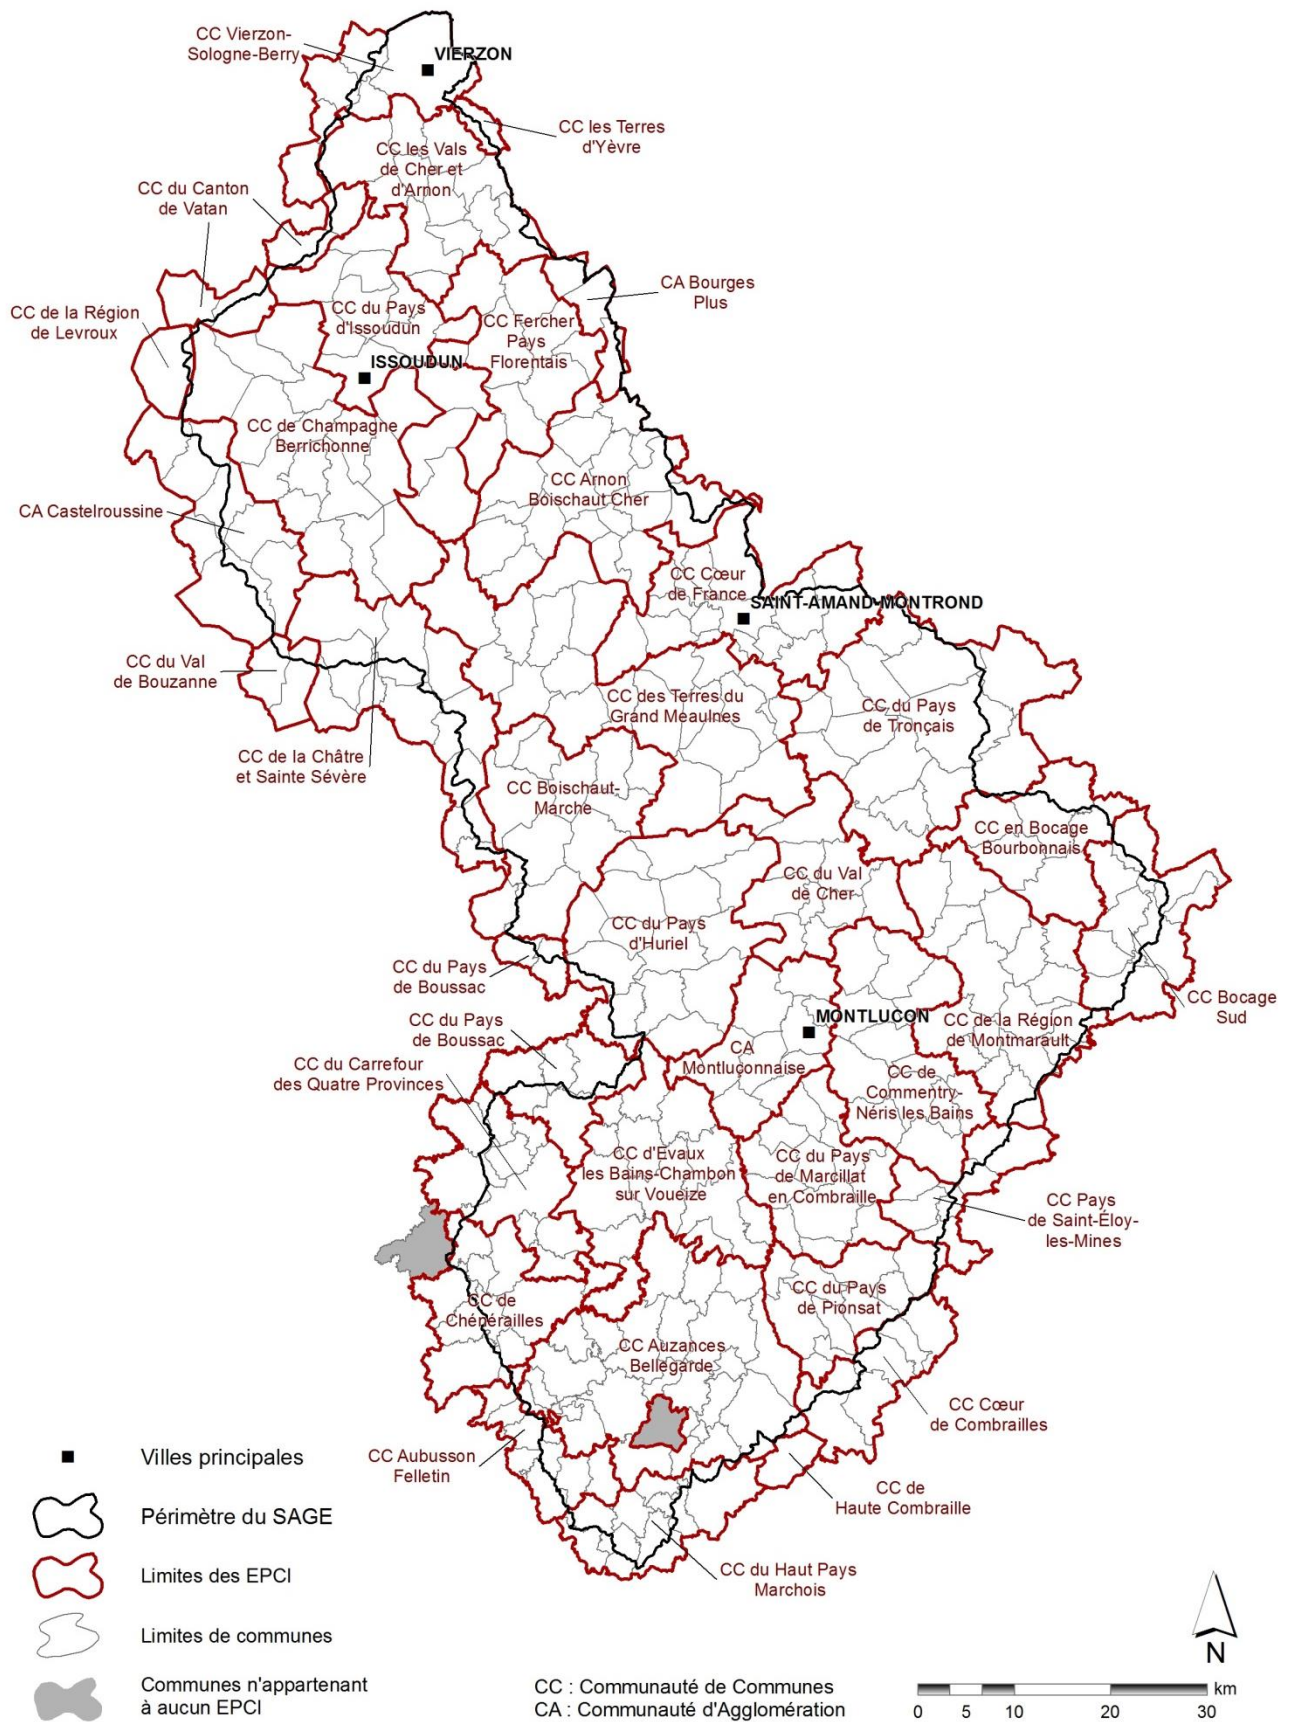 CC Vierzon-
Sologne-Berry
VIERZON
CC les Terres
d'Yèvre
CC les Vals
de Cher et
d'Arnon
CC du Canton
de Vatan
CA Bourges
Plus
CC de la Région
de Levroux
CC du Pays
d'Issoudun
CC Fercher
Pays
Florentais
ISSOUDUN
CC de Champagne
Berrichonne
CC Arnon
Boischaut Cher
CA Castelroussine
CC Cœur
de France
SAINT-AMAND-MONTROND
CC du Val
de Bouzanne
CC des Terres du
Grand Meaulnes
CC du Pays
de Tronçais
CC de la Châtre
et Sainte Sévère
CC Boischaut-
Marche
CC en Bocage
Bourbonnais
CC du Val
de Cher
CC du Pays
d'Huriel
CC du Pays
de Boussac
CC Bocage
Sud
CC du Pays
de Boussac
MONTLUCON
CC de la Région
de Montmarault
CA
Montluçonnaise
CC du Carrefour
des Quatre Provinces
CC de
Commentry-
Néris les Bains
CC d'Evaux
les Bains-Chambon
sur Voueize
CC du Pays
de Marcillat
en Combraille
CC Pays
de Saint-Éloy-
les-Mines
CC de
Chénérailles
CC du Pays
de Pionsat
CC Auzances
Bellegarde
CC Cœur
de Combrailles
CC Aubusson
Felletin
CC de
Haute Combraille
CC du Haut Pays
Marchois
Villes principales
Périmètre du SAGE
Limites des EPCI
Limites de communes
Communes n'appartenant
à aucun EPCI
CC : Communauté de Communes
CA : Communauté d'Agglomération
N
km
0 5 10 20 30